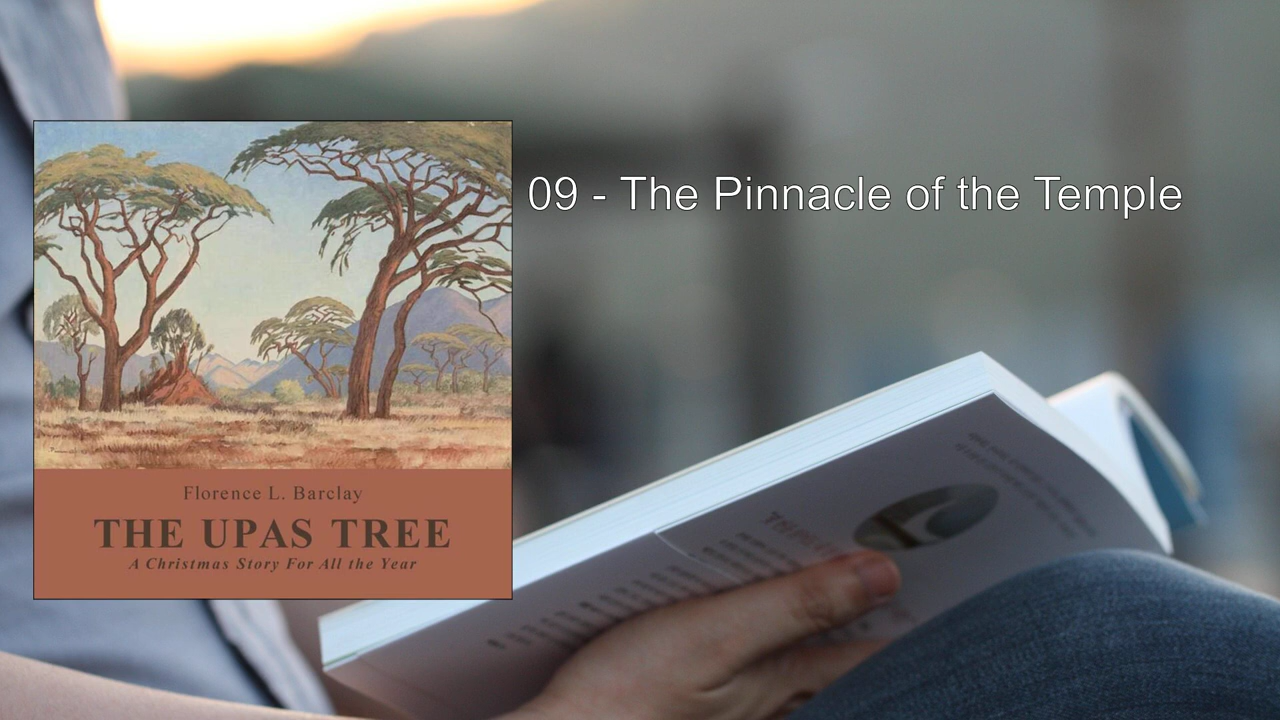 09 - The Pinnacle of the Temple
Florence L. Barclay
THE UPAS TREE
A Christmas Story For All the Year